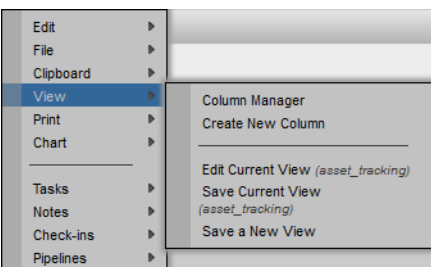 Edit
File
Clipboard
View
Print
Chart
Tasks
Notes
Check-ins
Pipelines
Column Manager
Create New Column
Edit Current View (asset_tracking)
Save Current View
(asset_tracking)
Save a New View